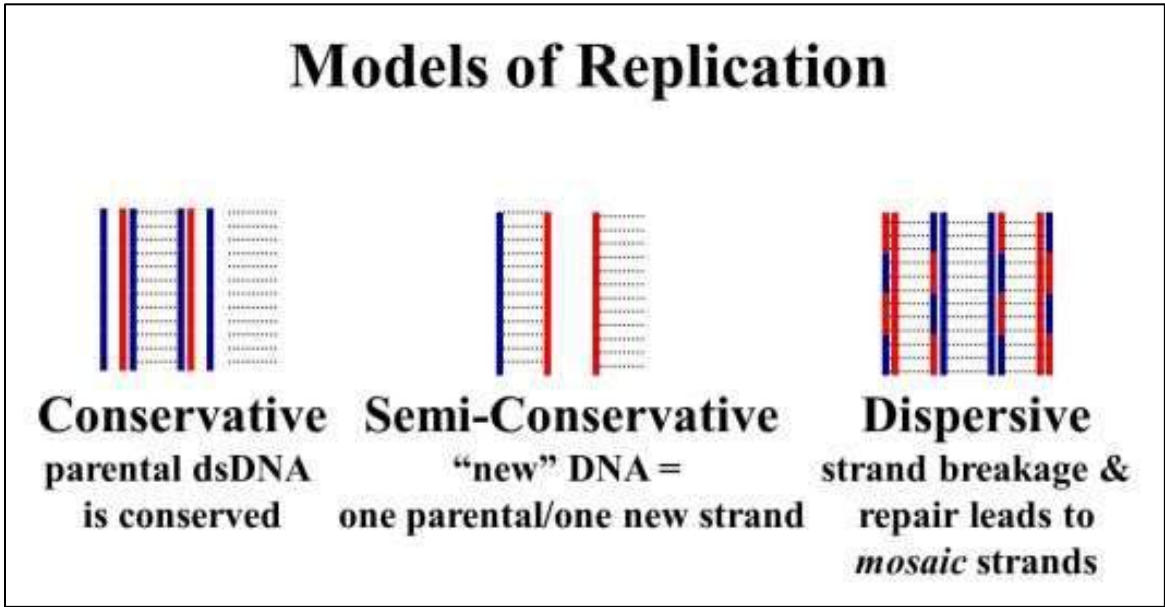 Models of Replication
Conservative
parental dsDNA
is conserved
Semi-Conservative
“new” DNA =
one parental/one new strand
Dispersive
strand breakage &
repair leads to
mosaic strands